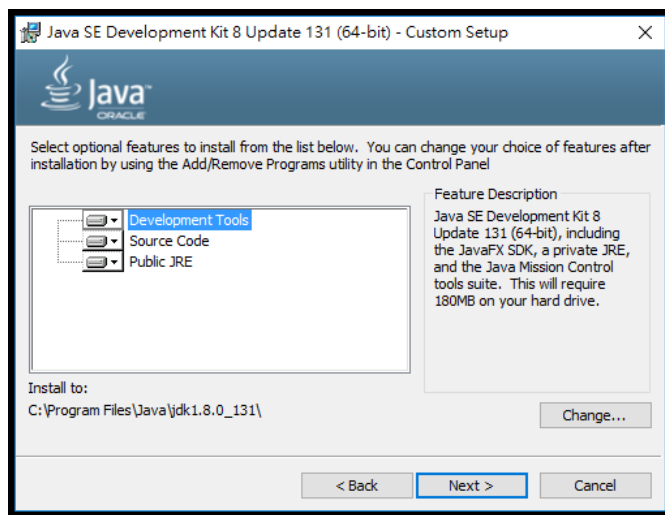 Java SE Development Kit 8 Update 131 (64-bit) - Custom Setup
Java™
ORACLE
Select optional features to install from the list below. You can change your choice of features after
installation by using the Add/Remove Programs utility in the Control Panel
Development Tools
Source Code
Public JRE
Feature Description
Java SE Development Kit 8
Update 131 (64-bit), including
the JavaFX SDK, a private JRE,
and the Java Mission Control
tools suite. This will require
180MB on your hard drive.
Install to:
C:\Program Files\Java\jdk1.8.0_131\
Change...
< Back
Next >
Cancel